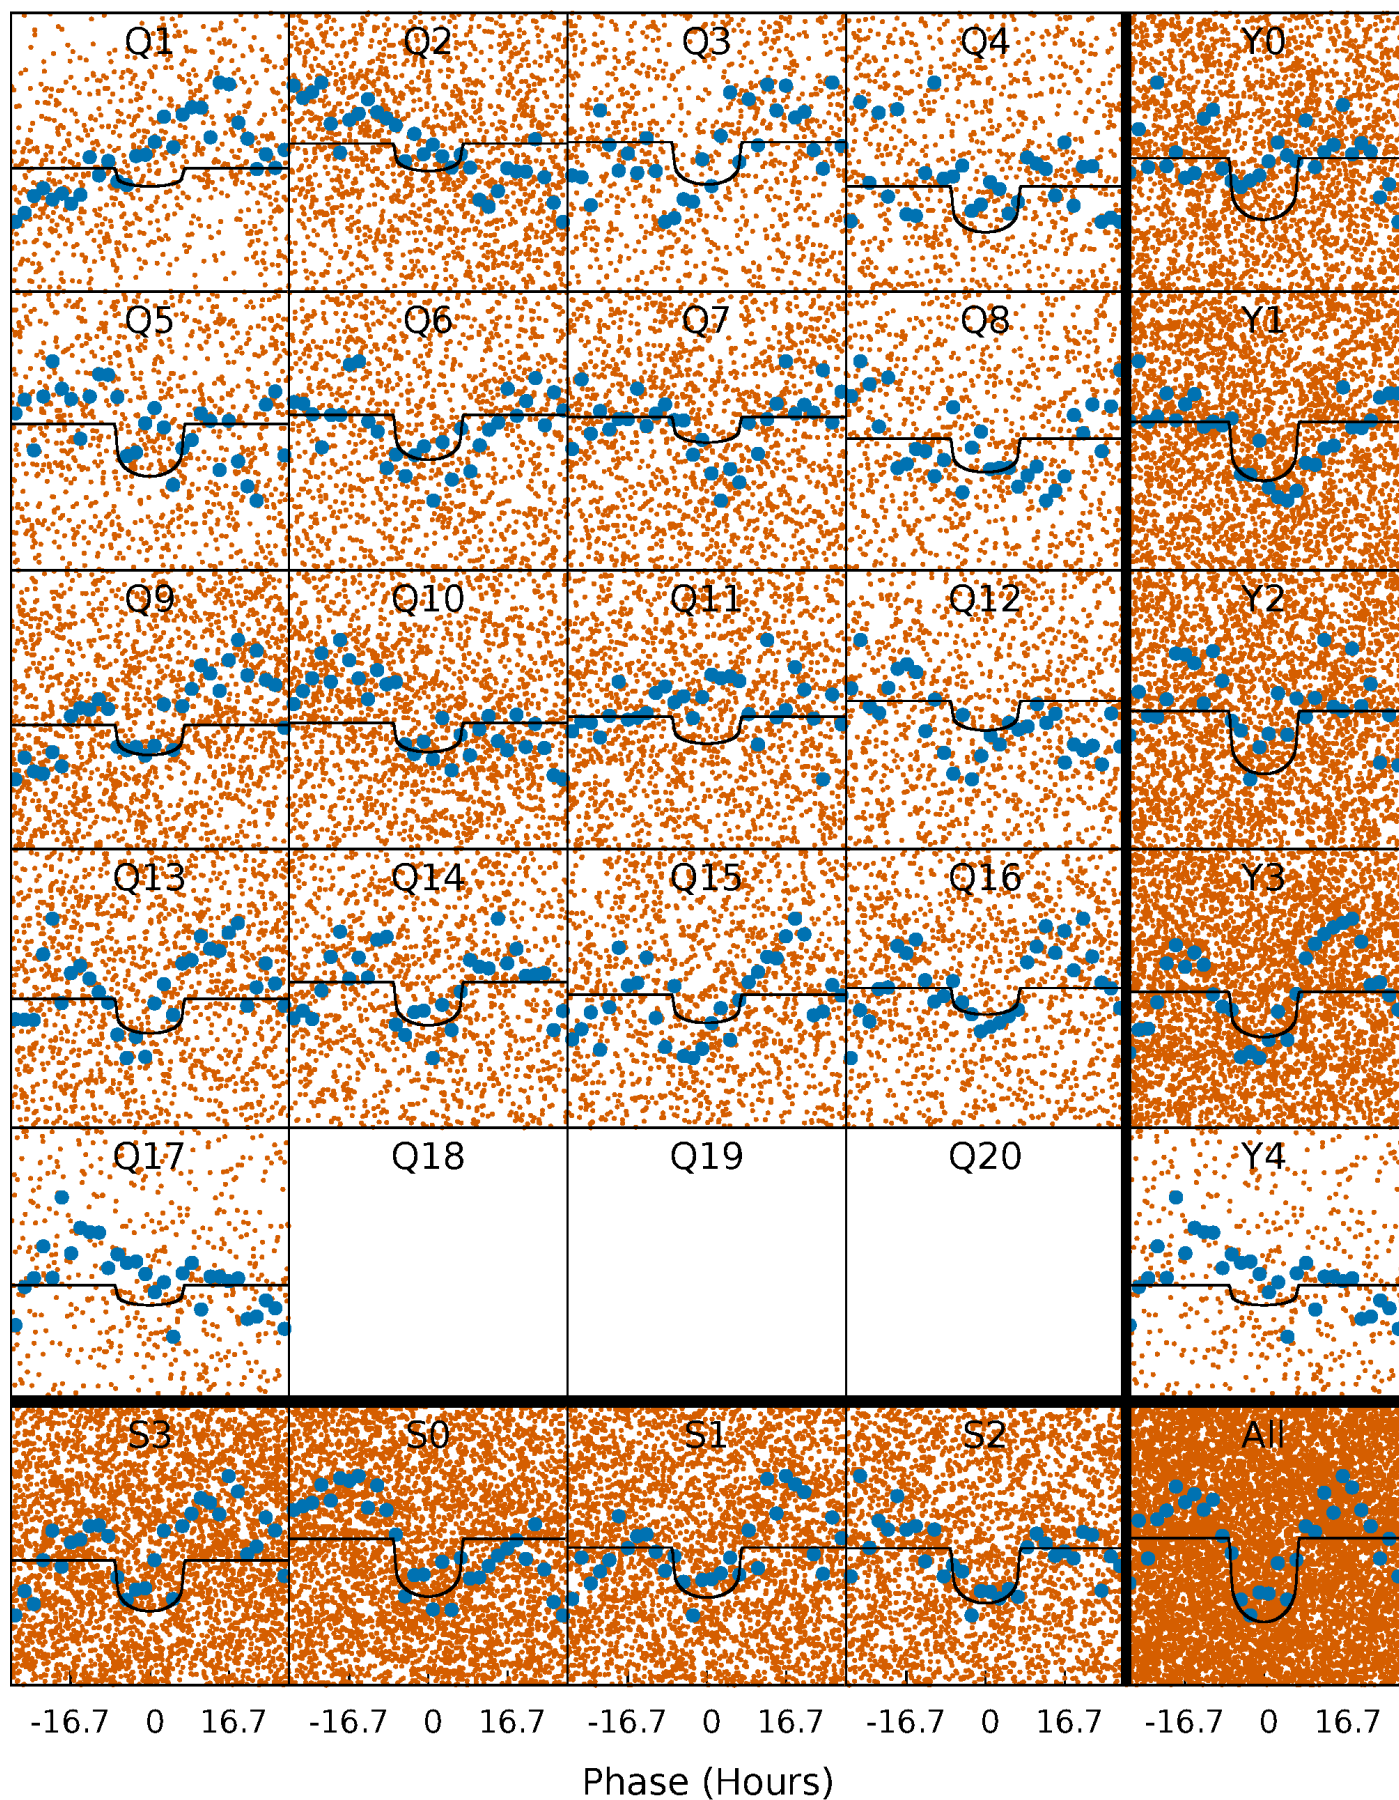 Q1 Q2 Q3 Q4 Y0
Q5 Q6 Q7 Q8 Y1
Q9 Q10 Q11 Q12 Y2
Q13 Q14 Q15 Q16 Y3
Q17 Q18 Q19 Q20 Y4
S3 S0 S1 S2 All
-16.7 0 16.7 -16.7 0 16.7 -16.7 0 16.7 -16.7 0 16.7 -16.7 0 16.7
Phase (Hours)